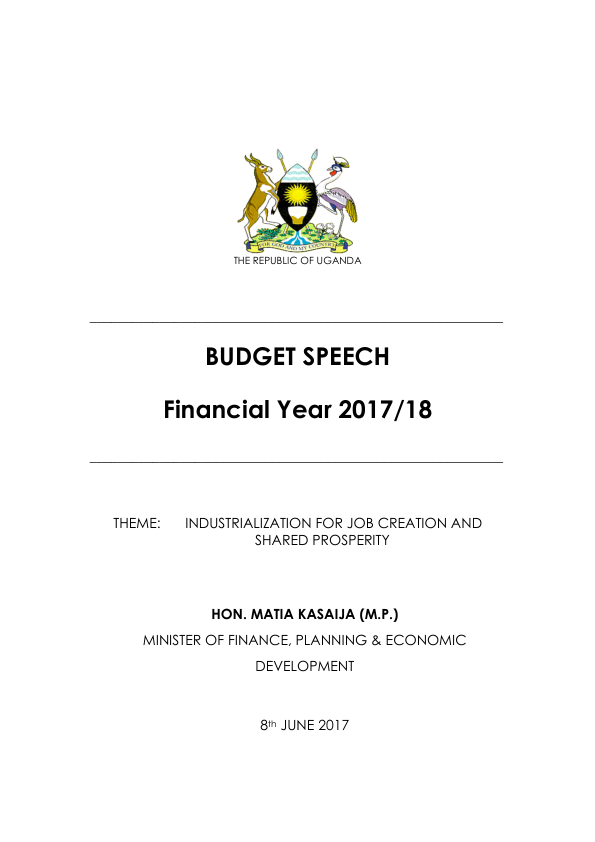 FOR GOD AND MY COUNTRY
THE REPUBLIC OF UGANDA
BUDGET SPEECH
Financial Year 2017/18
THEME: INDUSTRIALIZATION FOR JOB CREATION AND
SHARED PROSPERITY
HON. MATIA KASAIJA (M.P.)
MINISTER OF FINANCE, PLANNING & ECONOMIC
DEVELOPMENT
8th JUNE 2017